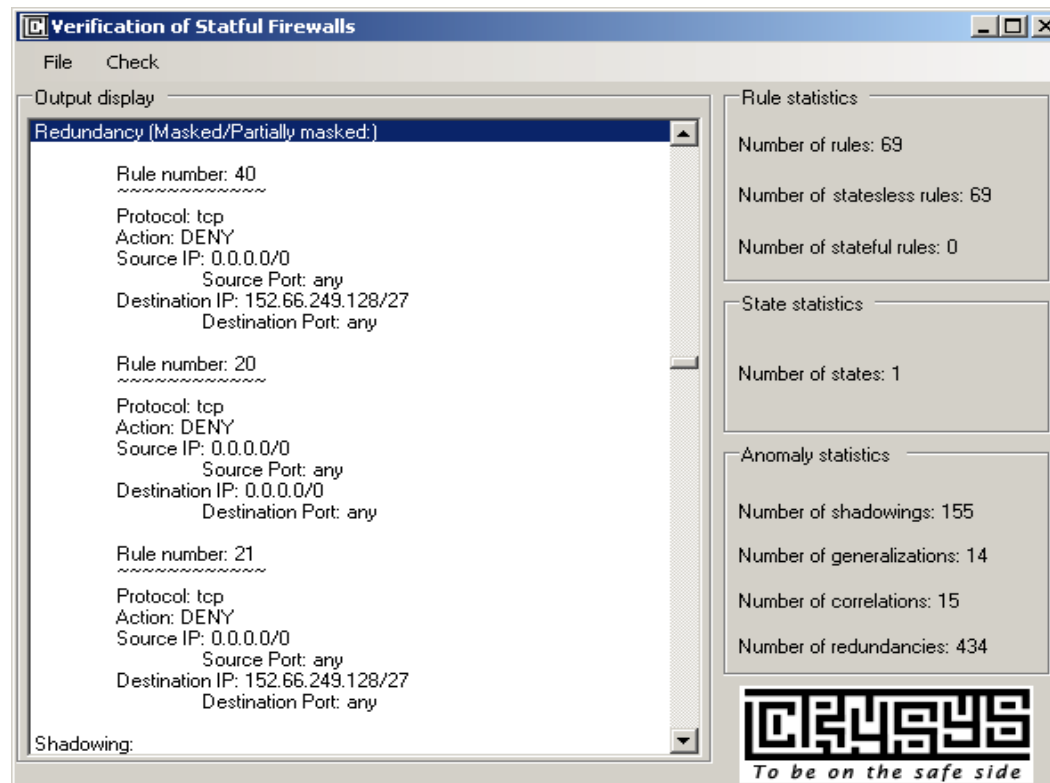 Verification of Statful Firewalls
File Check
Output display
Redundancy (Masked/Partially masked:)
Rule number: 40
~~~~~~~~~~~~~
Protocol: tcp
Action: DENY
Source IP: 0.0.0.0/0
Source Port: any
Destination IP: 152.66.249.128/27
Destination Port: any
Rule number: 20
~~~~~~~~~~~~~
Protocol: tcp
Action: DENY
Source IP: 0.0.0.0/0
Source Port: any
Destination IP: 0.0.0.0/0
Destination Port: any
Rule number: 21
~~~~~~~~~~~~~
Protocol: tcp
Action: DENY
Source IP: 0.0.0.0/0
Source Port: any
Destination IP: 152.66.249.128/27
Destination Port: any
Shadowing:
Rule statistics
Number of rules: 69
Number of statesless rules: 69
Number of stateful rules: 0
State statistics
Number of states: 1
Anomaly statistics
Number of shadowings: 155
Number of generalizations: 14
Number of correlations: 15
Number of redundancies: 434
CRYSYS
To be on the safe side